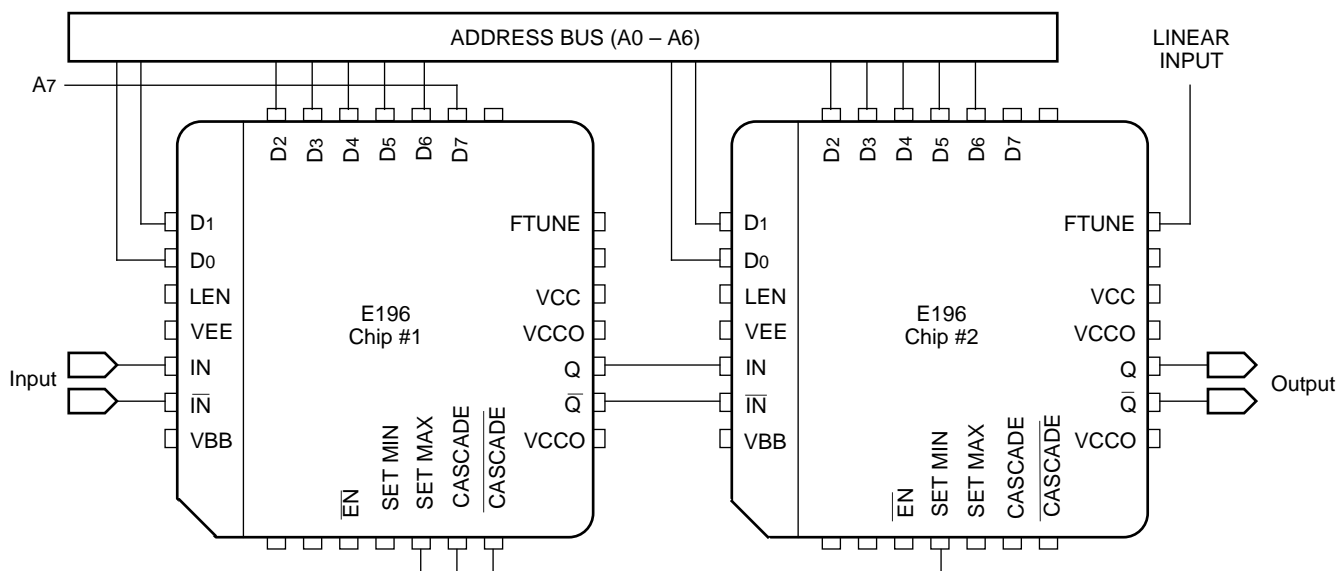 ADDRESS BUS (A0 – A6)
LINEAR
INPUT
A7
D2
D3
D4
D5
D6
D7
D1
D0
LEN
VEE
IN
IN
VBB
E196
Chip #1
FTUNE
VCC
VCCO
Q
Q
VCCO
EN
SET MIN
SET MAX
CASCADE
CASCADE
Input
D2
D3
D4
D5
D6
D7
D1
D0
LEN
VEE
IN
IN
VBB
E196
Chip #2
FTUNE
VCC
VCCO
Q
Q
VCCO
EN
SET MIN
SET MAX
CASCADE
CASCADE
Output